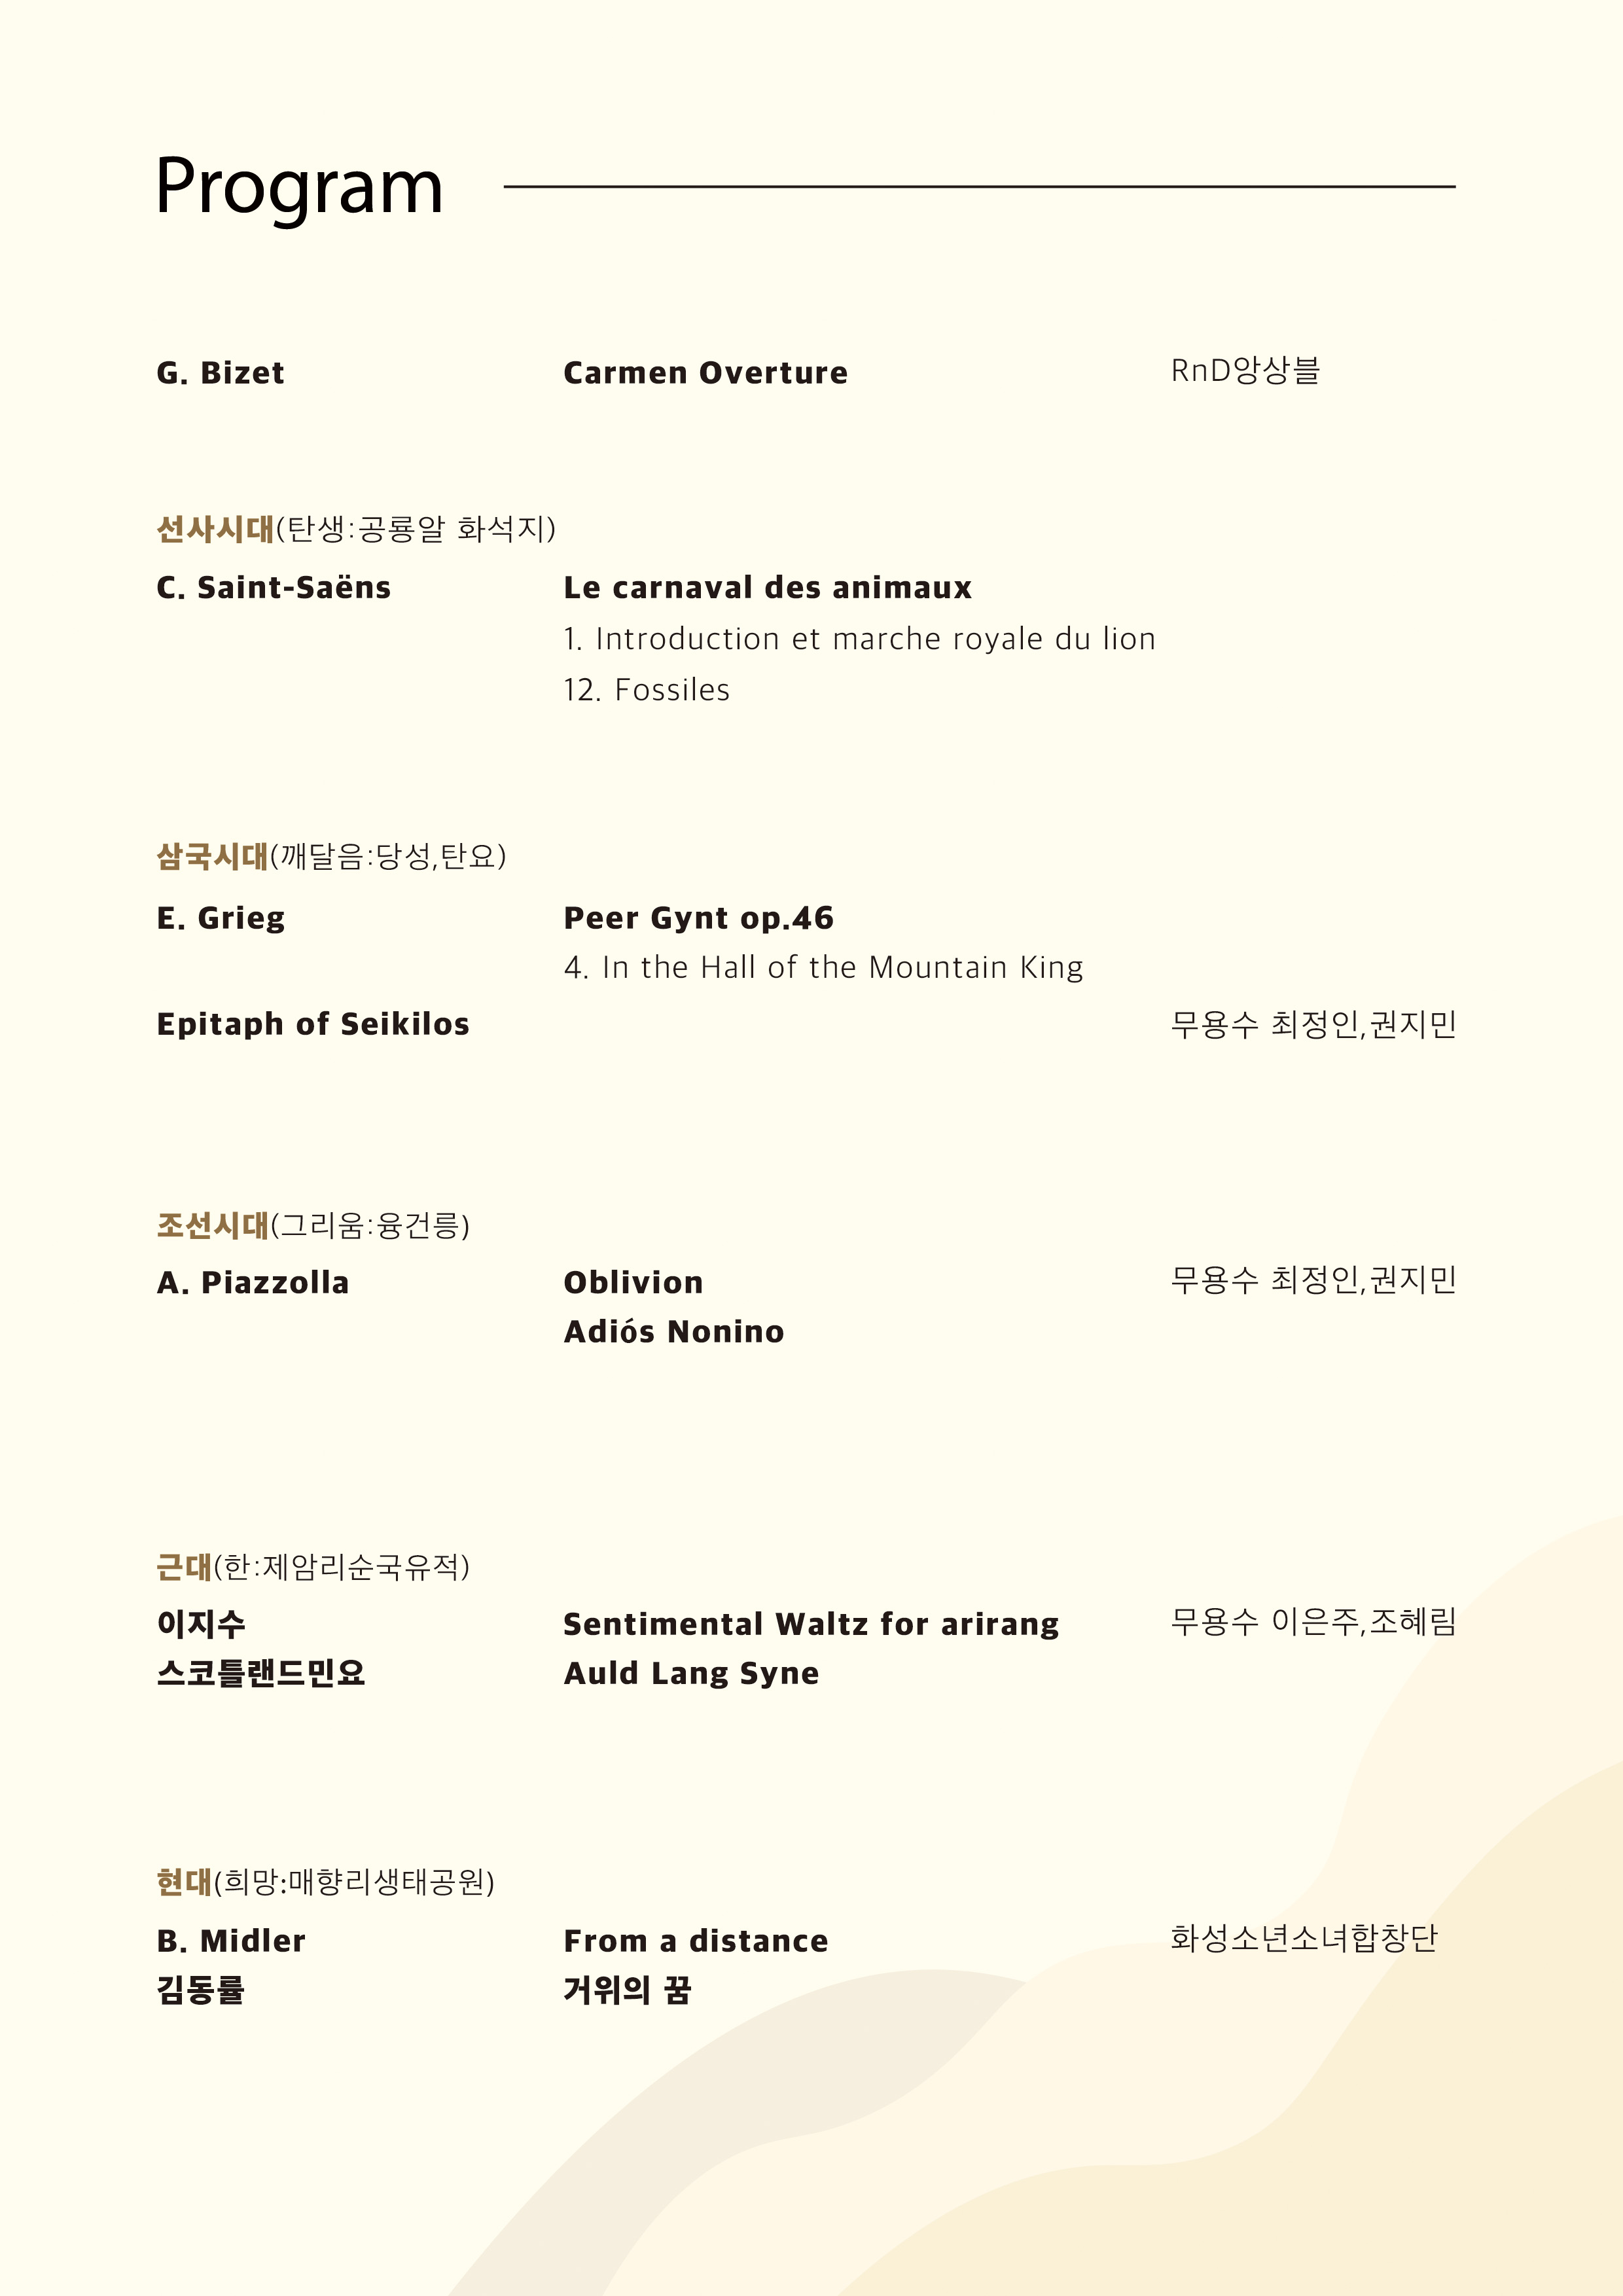 Program
G. Bizet Carmen Overture RnD앙상블
선사시대(탄생:공룡알 화석지)
C. Saint-Saëns Le carnaval des animaux
1. Introduction et marche royale du lion
12. Fossiles
삼국시대(깨달음:당성,탄요)
E. Grieg Peer Gynt op.46
4. In the Hall of the Mountain King
Epitaph of Seikilos 무용수 최정인,권지민
조선시대(그리움:융건릉)
A. Piazzolla Oblivion 무용수 최정인,권지민
Adiós Nonino
근대(한:제암리순국유적)
이지수 Sentimental Waltz for arirang 무용수 이은주,조혜림
스코틀랜드민요 Auld Lang Syne
현대(희망:매향리생태공원)
B. Midler From a distance 화성소년소녀합창단
김동률 거위의 꿈